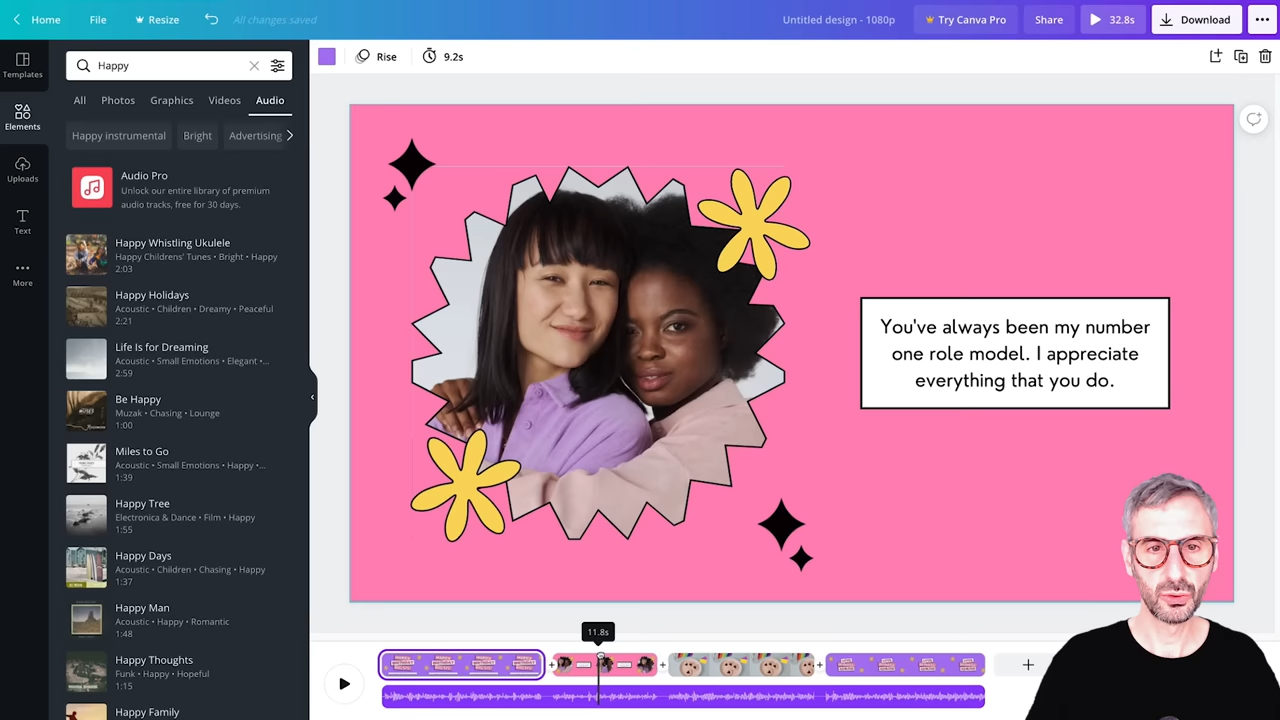 Home
File
Resize
All changes saved
Untitled design - 1080p
Try Canva Pro
Share
32.8s
Download
Templates
Elements
Uploads
Text
More
Happy
All
Photos
Graphics
Videos
Audio
Happy instrumental
Bright
Advertising
Audio Pro
Unlock our entire library of premium
audio tracks, free for 30 days.
Happy Whistling Ukulele
Happy Childrens' Tunes • Bright • Happy
2:03
Happy Holidays
Acoustic • Children • Dreamy • Peaceful
2:21
Life Is for Dreaming
Acoustic • Small Emotions • Elegant •...
2:59
Be Happy
Muzak • Chasing • Lounge
1:00
Miles to Go
Acoustic • Small Emotions • Happy •...
1:39
Happy Tree
Electronica & Dance • Film • Happy
1:55
Happy Days
Acoustic • Children • Chasing • Happy
1:37
Happy Man
Acoustic • Happy • Romantic
1:48
Happy Thoughts
Funk • Happy • Hopeful
1:15
Happy Family
Rise
9.2s
You've always been my number
one role model. I appreciate
everything that you do.
11.8s